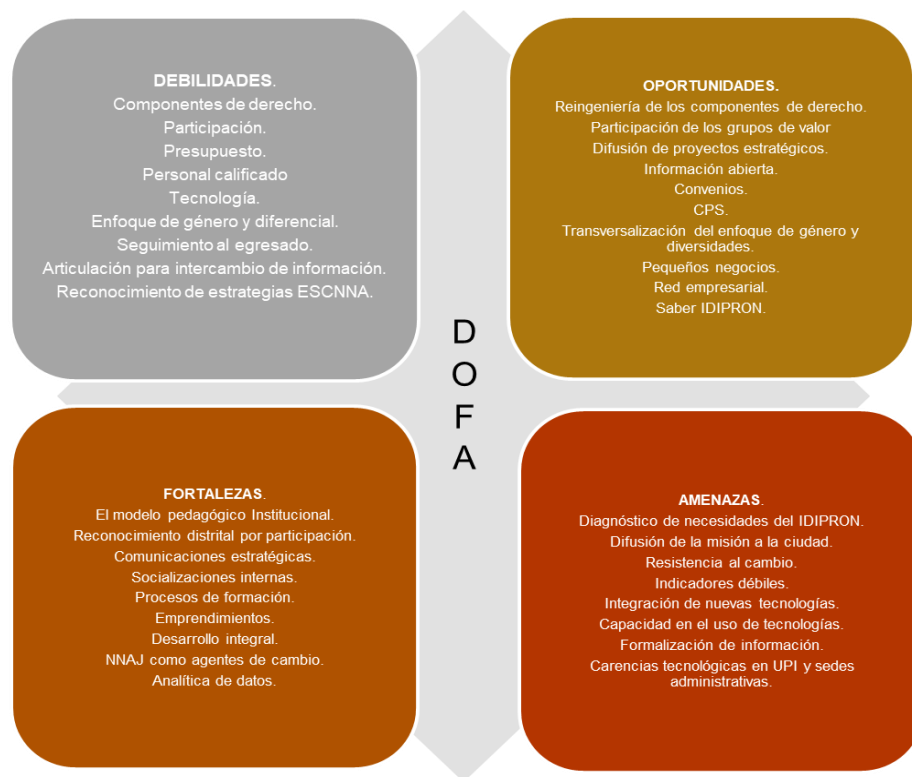 DEBILIDADES.
Componentes de derecho.
Participación.
Presupuesto.
Personal calificado
Tecnología.
Enfoque de género y diferencial.
Seguimiento al egresado.
Articulación para intercambio de información.
Reconocimiento de estrategias ESCNNA.
OPORTUNIDADES.
Reingeniería de los componentes de derecho.
Participación de los grupos de valor
Difusión de proyectos estratégicos.
Información abierta.
Convenios.
CPS.
Transversalización del enfoque de género y
diversidades.
Pequeños negocios.
Red empresarial.
Saber IDIPRON.
D
O
F
A
FORTALEZAS.
El modelo pedagógico Institucional.
Reconocimiento distrital por participación.
Comunicaciones estratégicas.
Socializaciones internas.
Procesos de formación.
Emprendimientos.
Desarrollo integral.
NNAJ como agentes de cambio.
Analítica de datos.
AMENAZAS.
Diagnóstico de necesidades del IDIPRON.
Difusión de la misión a la ciudad.
Resistencia al cambio.
Indicadores débiles.
Integración de nuevas tecnologías.
Capacidad en el uso de tecnologías.
Formalización de información.
Carencias tecnológicas en UPI y sedes
administrativas.